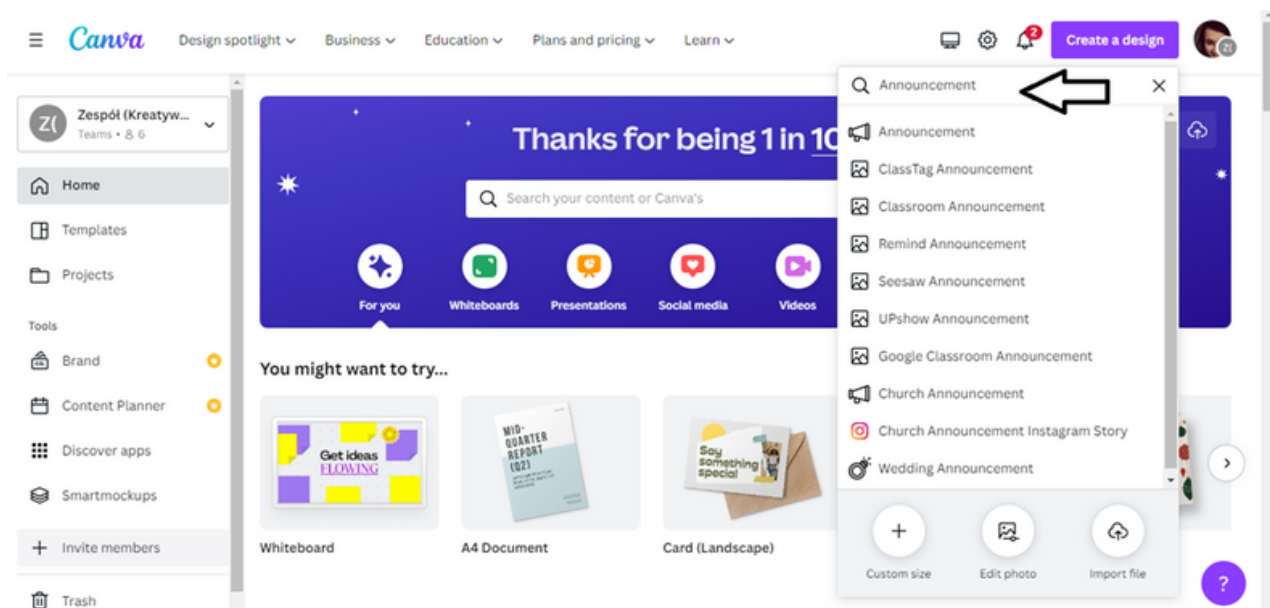 Canva
Design spotlight
Business
Education
Plans and pricing
Learn
2
Create a design
Z(
Z(
Zespół (Kreatyw...
Teams • 6
Home
Templates
Projects
Tools
Brand
Content Planner
Discover apps
Smartmockups
Invite members
Trash
Thanks for being 1 in 10
Search your content or Canva's
For you
Whiteboards
Presentations
Social media
Videos
You might want to try...
Get ideas
FLOWING
MID-
QUARTER
REPORT
(Q2)
Say
something
special
Whiteboard
A4 Document
Card (Landscape)
Announcement
Announcement
ClassTag Announcement
Classroom Announcement
Remind Announcement
Seesaw Announcement
UPshow Announcement
Google Classroom Announcement
Church Announcement
Church Announcement Instagram Story
Wedding Announcement
Custom size
Edit photo
Import file
?